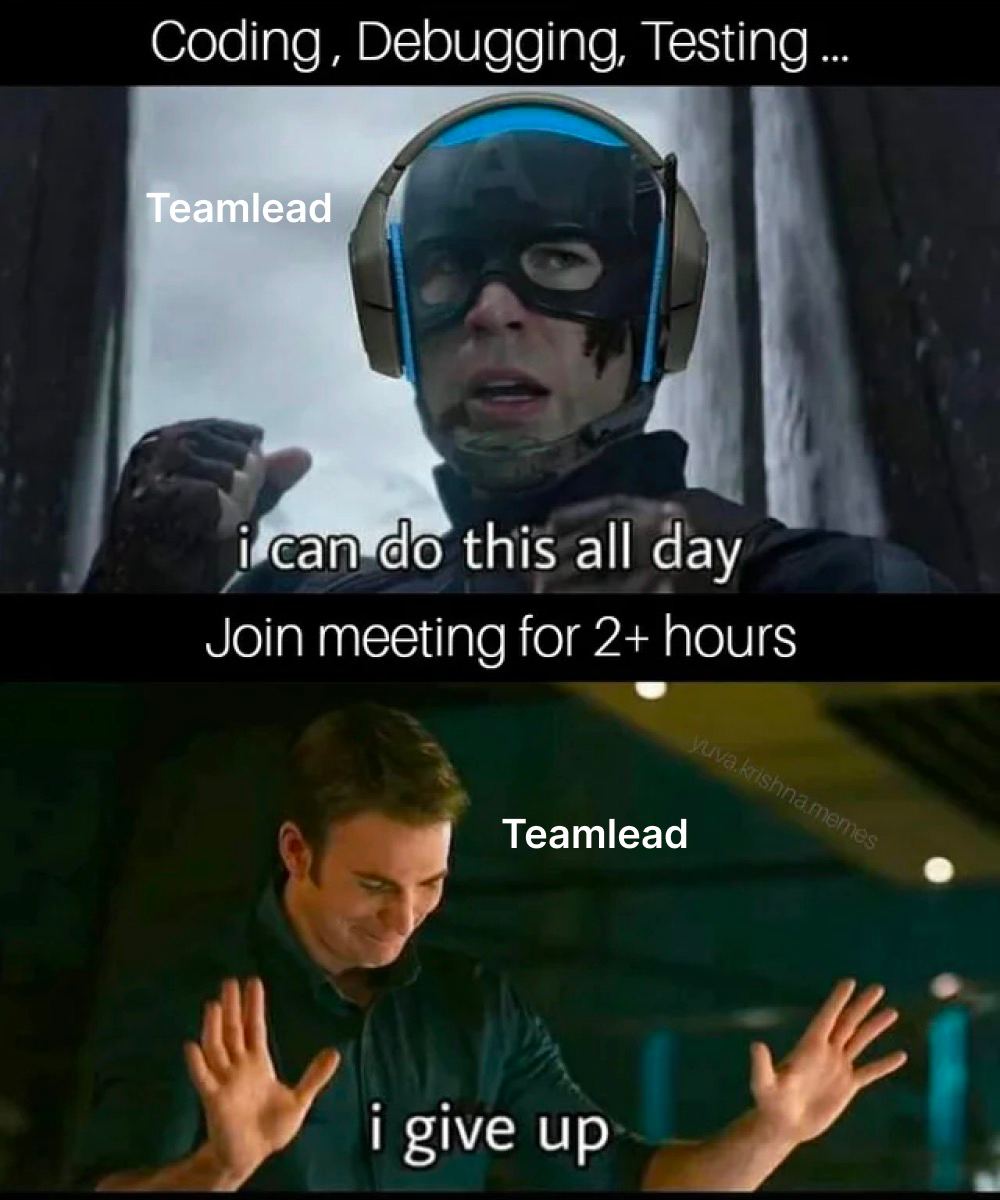 Coding , Debugging, Testing ...
Teamlead
i can do this all day
Join meeting for 2+ hours
yuva.krishna.memes
Teamlead
i give up